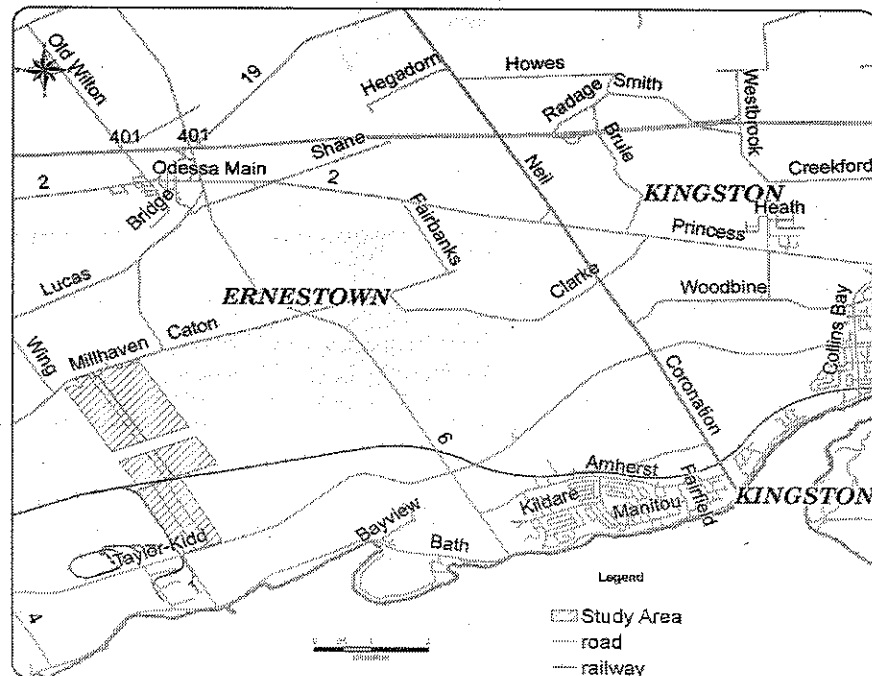 Old Wilton
19
Hegadorn
Howes
Smith
Radage
Westbrook
401
401
Shane
Brule
Neil
Odessa Main
2
2
Bridge
Creekford
KINGSTON
Fairbanks
Heath
Princess
Lucas
Clarke
Woodbine
ERNESTOWN
Wing
Millhaven
Caton
Collins Bay
Coronation
6
Amherst
Fairfield
Kildare
Manitou
KINGSTON
Taylor-Kidd
Bayview
Bath
4
Legend
Study Area
road
railway